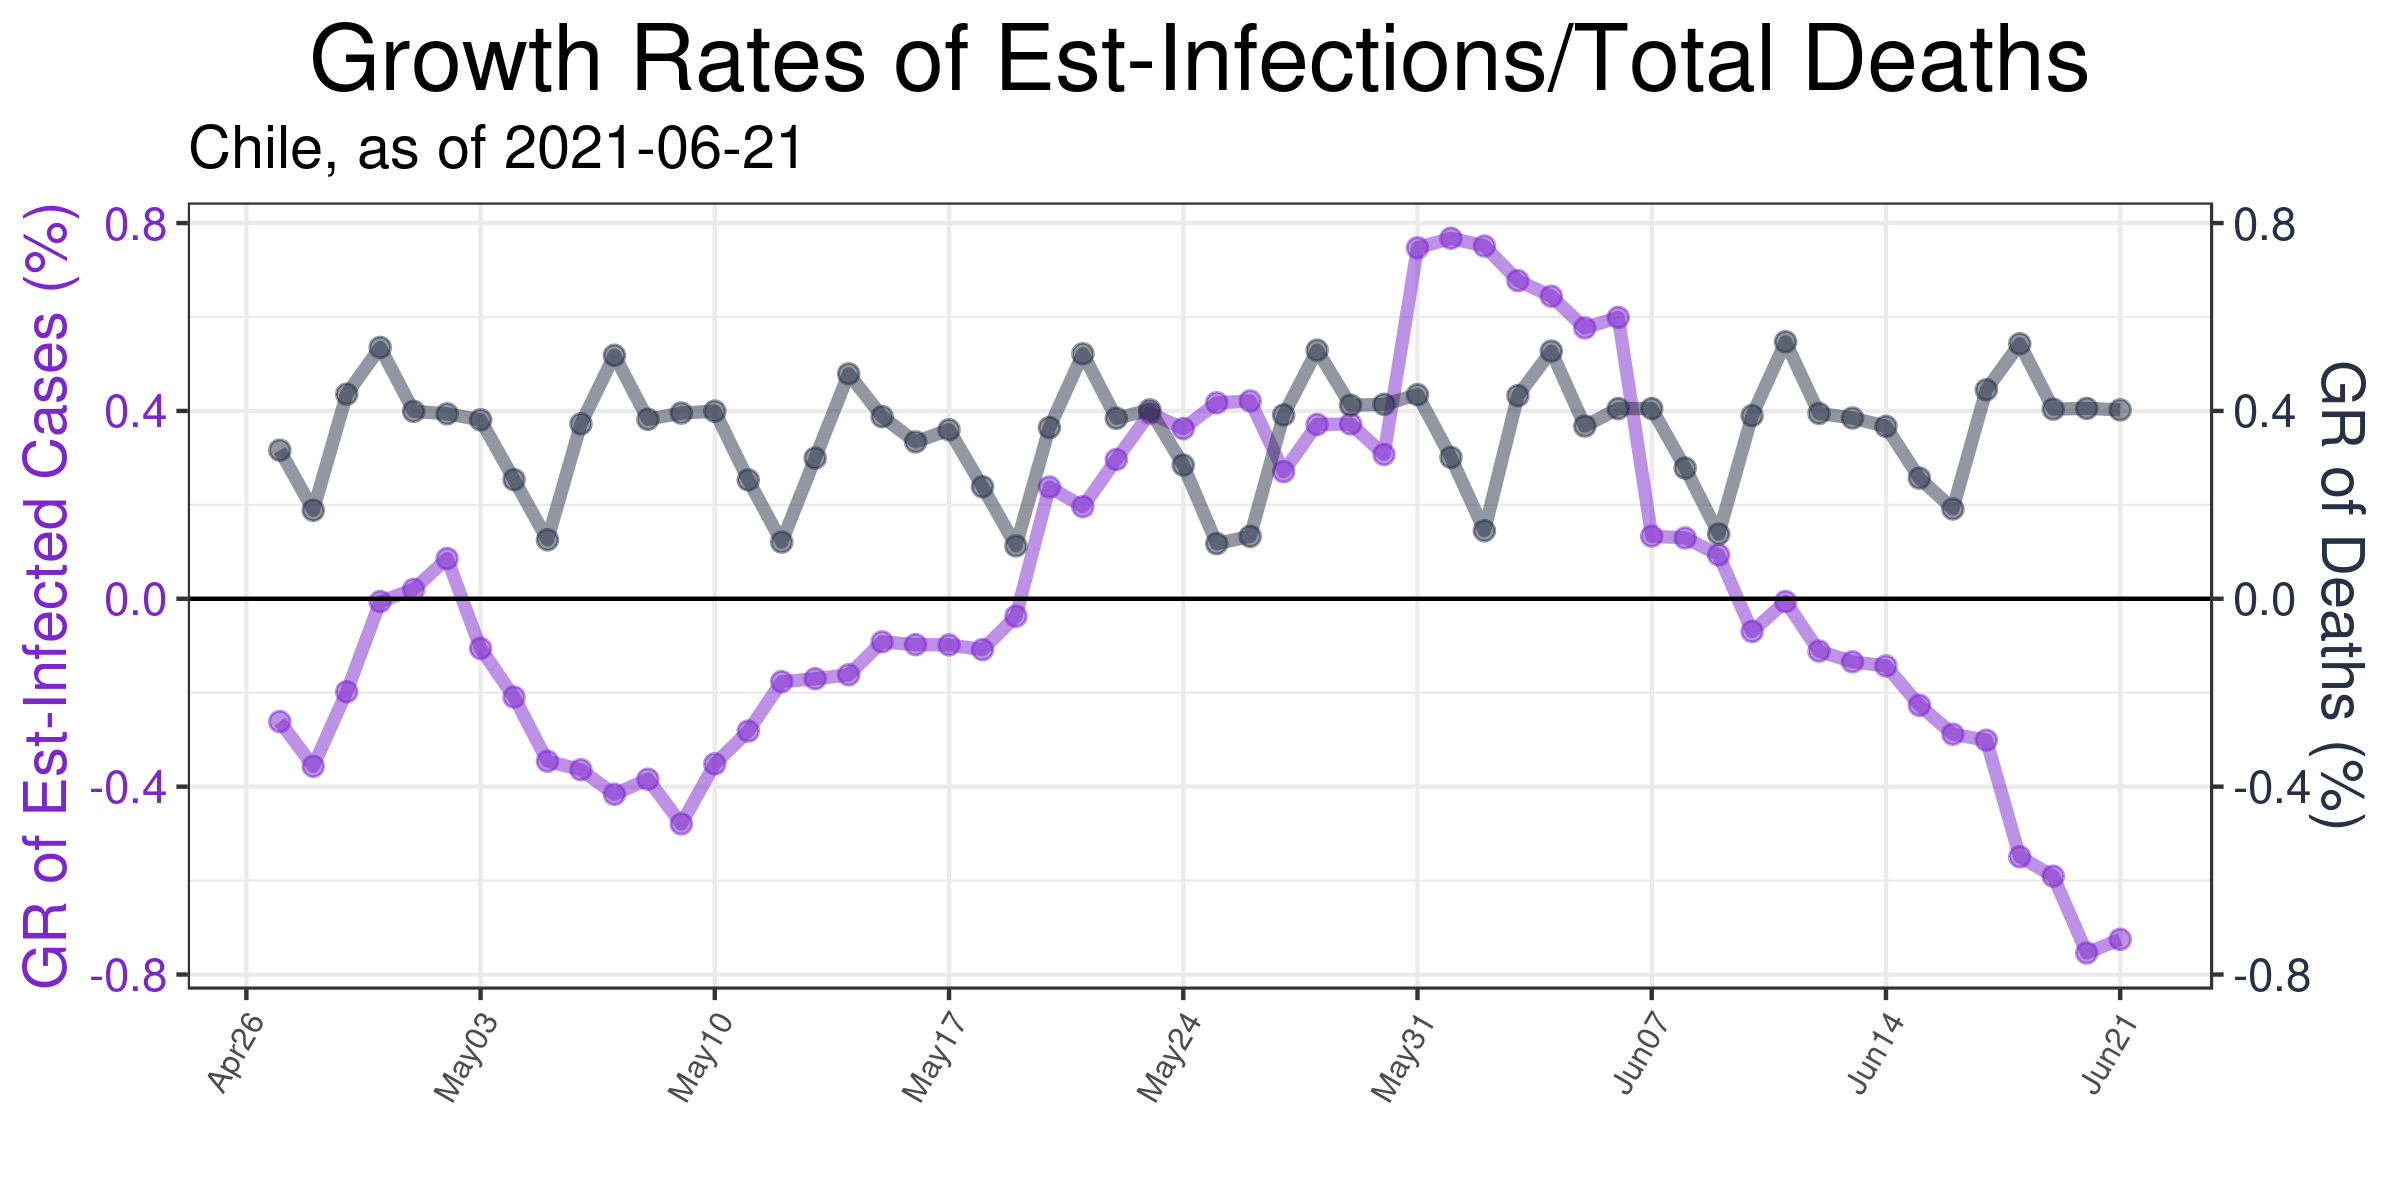 Growth Rates of Est-Infections/Total Deaths
Chile, as of 2021-06-21
GR of Est-Infected Cases (%)
0.8
0.4
0.0
-0.4
-0.8
0.8
0.4
0.0
-0.4
-0.8
GR of Deaths (%)
Apr26
May03
May10
May17
May24
May31
Jun07
Jun14
Jun21